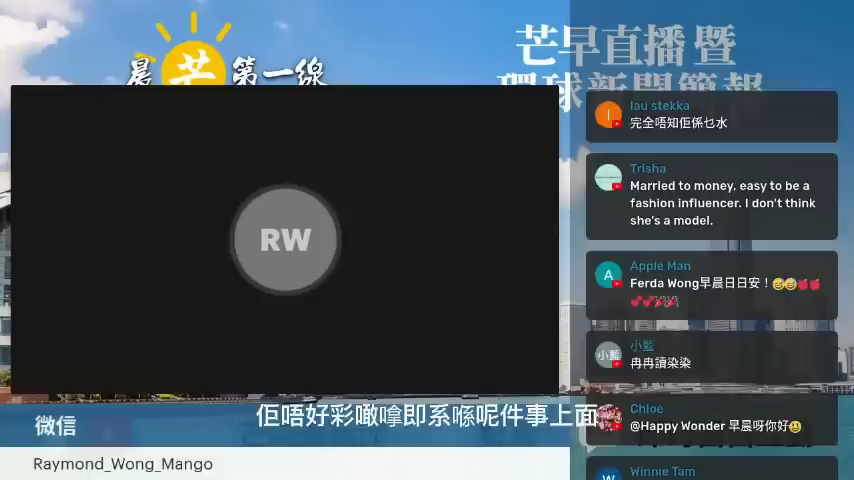 晨芒第一線
芒早直播暨
環球新聞簡報
RW
lau stekka
完全唔知佢係乜水
Trisha
Married to money, easy to be a
fashion influencer. I don't think
she's a model.
Apple Man
Ferda Wong早晨日日安！😅😅🍎🍎
小藍
小藍
冉冉讀染染
Chloe
@Happy Wonder 早晨呀你好😃
Winnie Tam
佢唔好彩噉嗱即系喺呢件事上面
微信
Raymond_Wong_Mango